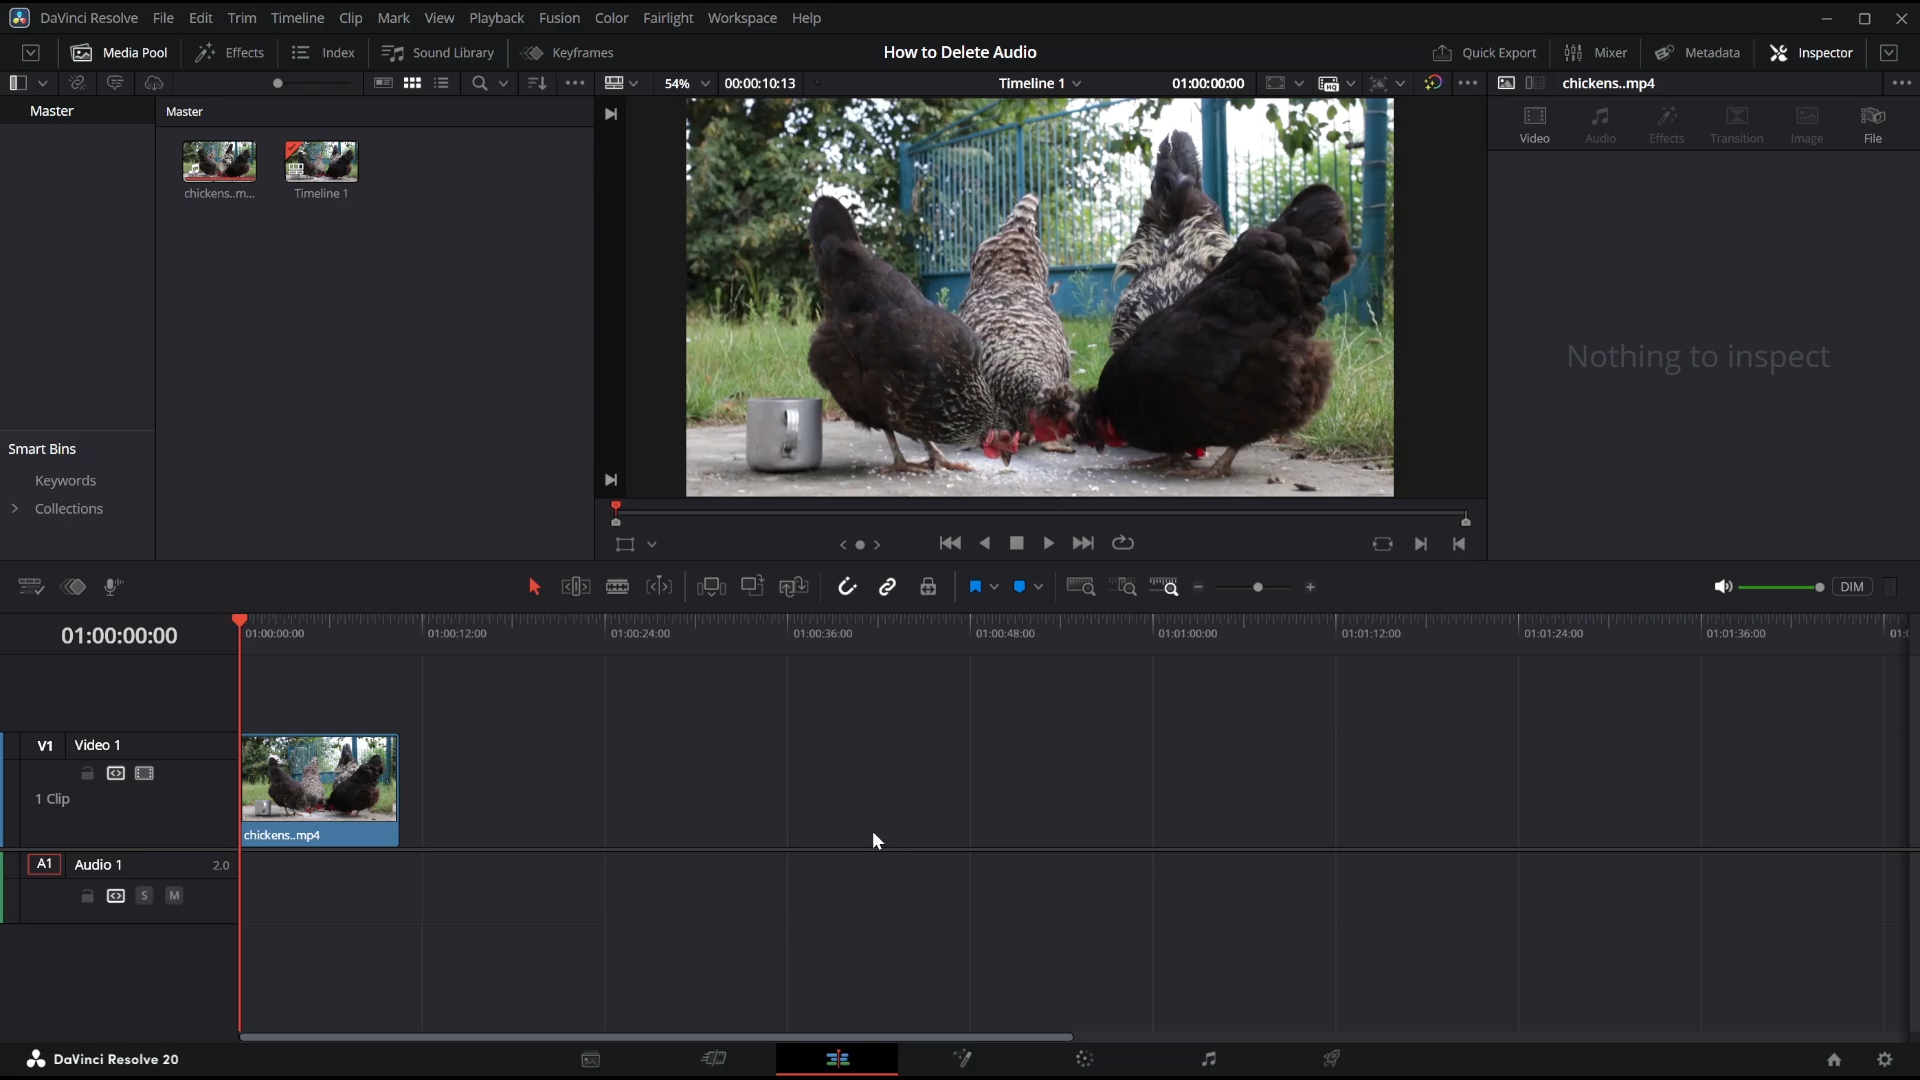 DaVinci Resolve File Edit Trim Timeline Clip Mark View Playback Fusion Color Fairlight Workspace Help
Media Pool Effects Index Sound Library Keyframes How to Delete Audio Quick Export Mixer Metadata Inspector
54% 00:00:10:13 Timeline 1 01:00:00:00 chickens..mp4
Master Master
chickens..m... Timeline 1
Video Audio Effects Transition Image File
Nothing to inspect
Smart Bins
Keywords
Collections
DIM
01:00:00:00 01:00:00:00 01:00:12:00 01:00:24:00 01:00:36:00 01:00:48:00 01:01:00:00 01:01:12:00 01:01:24:00 01:01:36:00 01:
V1 Video 1
1 Clip
chickens..mp4
A1 Audio 1 2.0
S M
DaVinci Resolve 20